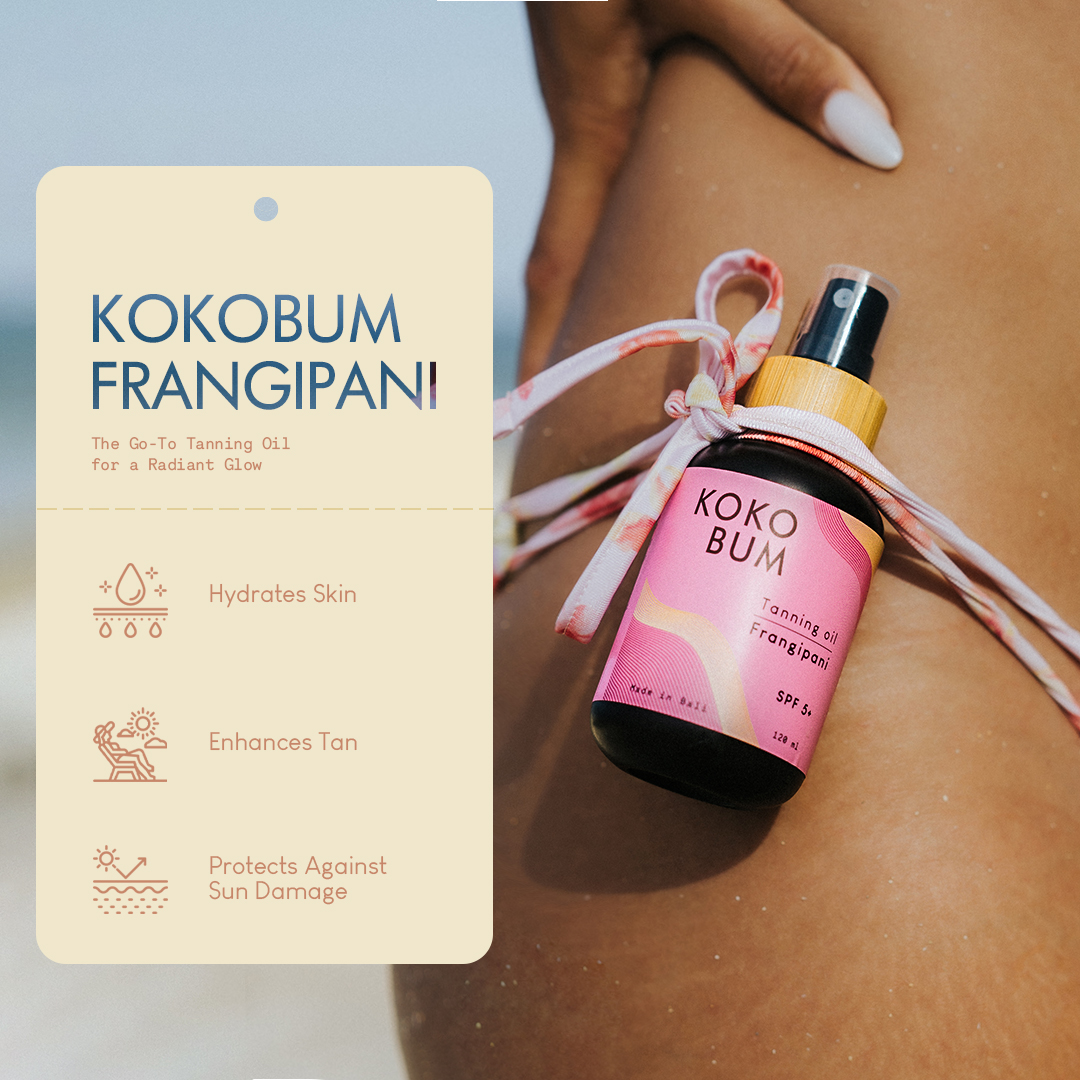 KOKOBUM
FRANGIPANI
The Go-To Tanning Oil
for a Radiant Glow
Hydrates Skin
Enhances Tan
Protects Against
Sun Damage
KOKO
BUM
Tanning oil
Frangipani
SPF 5+
Made in Bali
120 ml